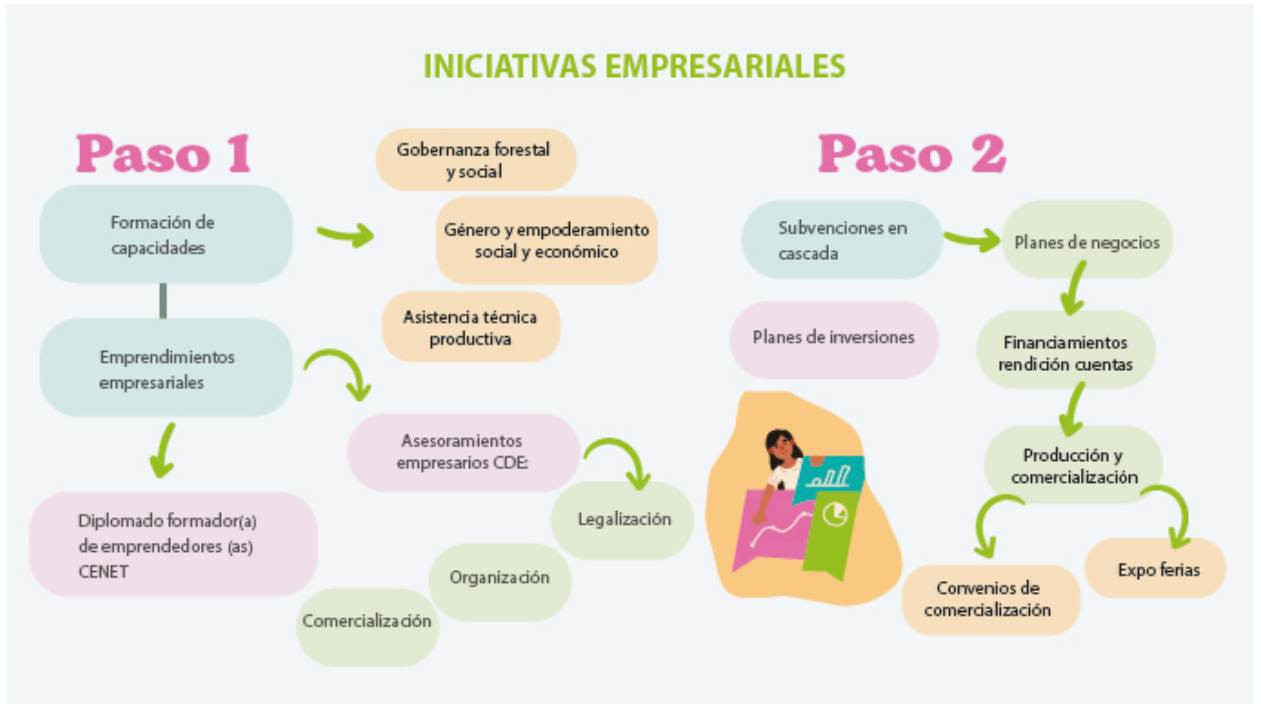 INICIATIVAS EMPRESARIALES
Paso 1
Formación de
capacidades
Gobernanza forestal
y social
Género y empoderamiento
social y económico
Asistencia técnica
productiva
Emprendimientos
empresariales
Asesoramientos
empresarios CDE:
Legalización
Organización
Comercialización
Diplomado formador(a)
de emprendedores (as)
CENET
Paso 2
Subvenciones en
cascada
Planes de negocios
Planes de inversiones
Financiamientos
rendición cuentas
Producción y
comercialización
Convenios de
comercialización
Expo ferias